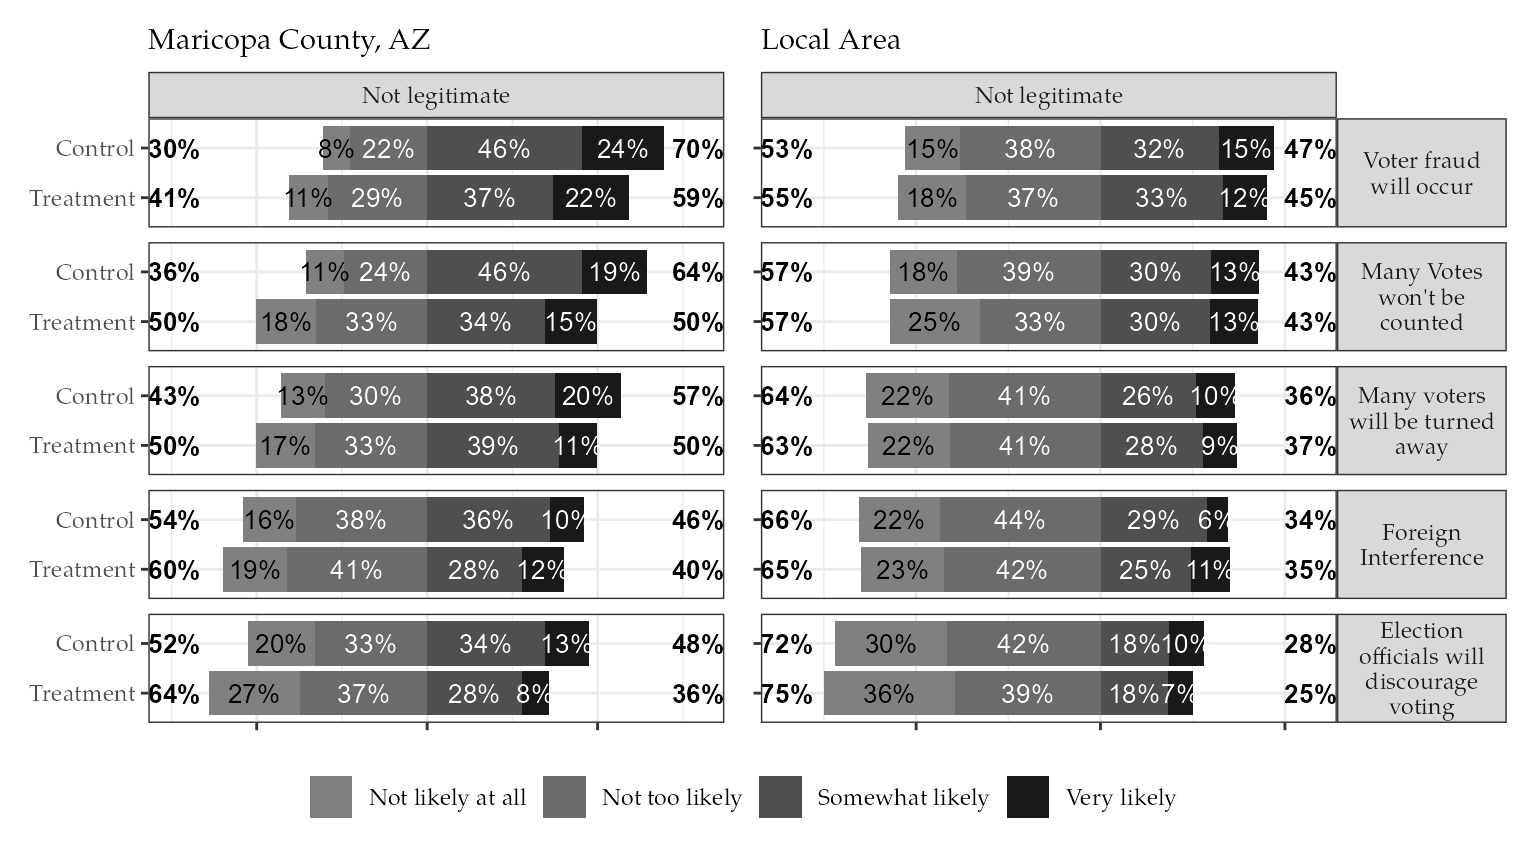 Maricopa County, AZ
Local Area
Not legitimate
Not legitimate
Control 30% 8% 22% 46% 24% 70% 53% 15% 38% 32% 15% 47%
Treatment 41% 11% 29% 37% 22% 59% 55% 18% 37% 33% 12% 45%
Voter fraud
will occur
Control 36% 11% 24% 46% 19% 64% 57% 18% 39% 30% 13% 43%
Treatment 50% 18% 33% 34% 15% 50% 57% 25% 33% 30% 13% 43%
Many Votes
won't be
counted
Control 43% 13% 30% 38% 20% 57% 64% 22% 41% 26% 10% 36%
Treatment 50% 17% 33% 39% 11% 50% 63% 22% 41% 28% 9% 37%
Many voters
will be turned
away
Control 54% 16% 38% 36% 10% 46% 66% 22% 44% 29% 6% 34%
Treatment 60% 19% 41% 28% 12% 40% 65% 23% 42% 25% 11% 35%
Foreign
Interference
Control 52% 20% 33% 34% 13% 48% 72% 30% 42% 18% 10% 28%
Treatment 64% 27% 37% 28% 8% 36% 75% 36% 39% 18% 7% 25%
Election
officials will
discourage
voting
Not likely at all Not too likely Somewhat likely Very likely